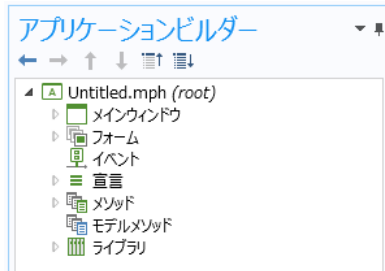 アプリケーションビルダー
Untitled.mph (root)
メインウィンドウ
フォーム
イベント
宣言
メソッド
モデルメソッド
ライブラリ